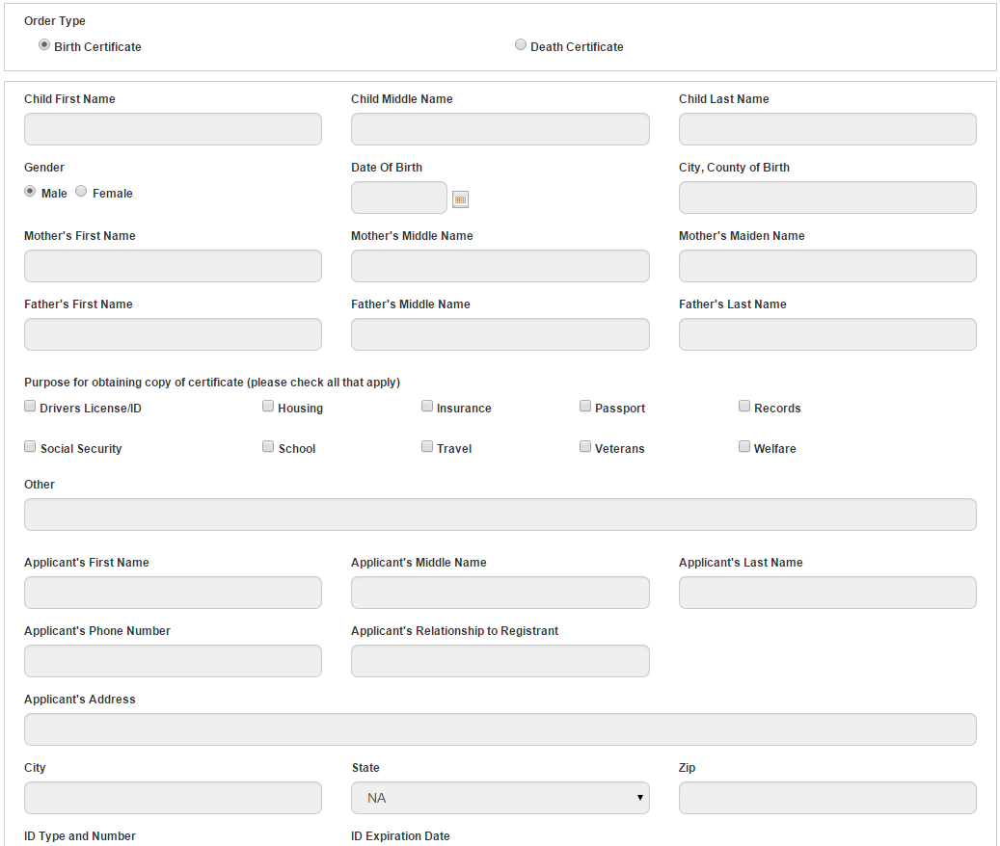 Order Type
Birth Certificate Death Certificate
Child First Name Child Middle Name Child Last Name
Gender Date Of Birth City, County of Birth
Male Female
Mother's First Name Mother's Middle Name Mother's Maiden Name
Father's First Name Father's Middle Name Father's Last Name
Purpose for obtaining copy of certificate (please check all that apply)
Drivers License/ID Housing Insurance Passport Records
Social Security School Travel Veterans Welfare
Other
Applicant's First Name Applicant's Middle Name Applicant's Last Name
Applicant's Phone Number Applicant's Relationship to Registrant
Applicant's Address
City State Zip
NA
ID Type and Number ID Expiration Date